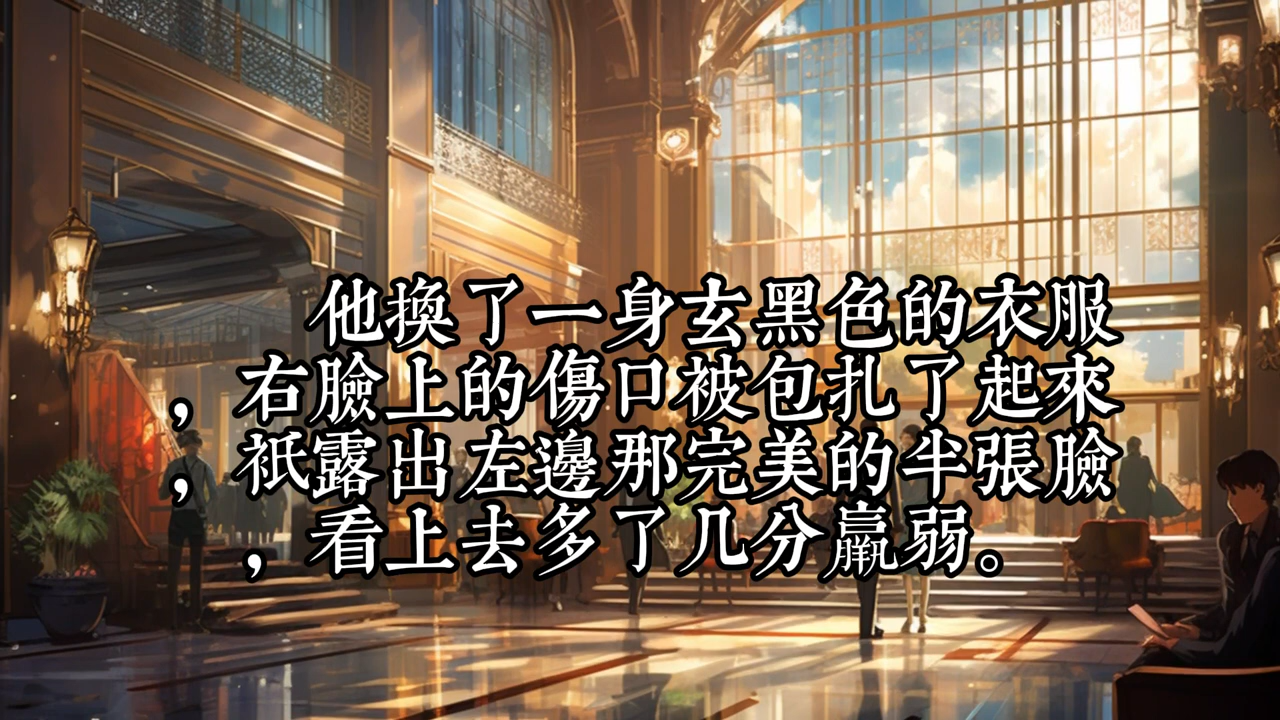 他換了一身玄黑色的衣服
，右臉上的傷口被包扎了起來
，衹露出左邊那完美的半張臉
，看上去多了几分羸弱。